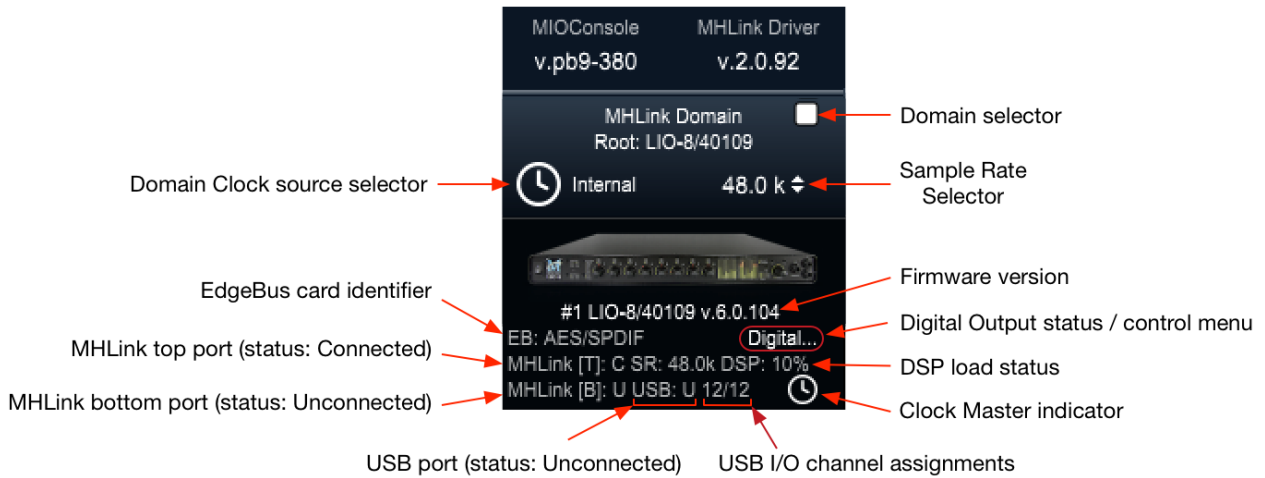 MIOConsole MHLink Driver
v.pb9-380 v.2.0.92
MHLink Domain
Domain selector
Root: LIO-8/40109
Domain Clock source selector
Internal 48.0 k
Sample Rate
Selector
Firmware version
EdgeBus card identifier
#1 LIO-8/40109 v.6.0.104
EB: AES/SPDIF Digital...
Digital Output status / control menu
MHLink top port (status: Connected)
MHLink [T]: C SR: 48.0k DSP: 10%
DSP load status
MHLink bottom port (status: Unconnected)
MHLink [B]: U USB: U 12/12
Clock Master indicator
USB port (status: Unconnected)
USB I/O channel assignments